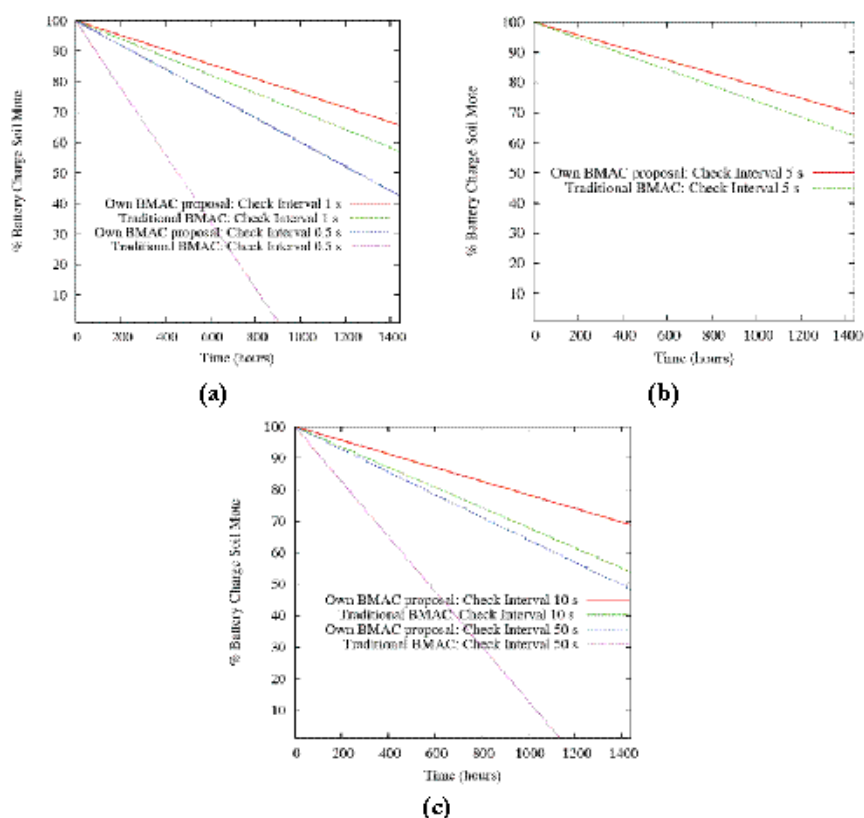 100
90
80
70
60
50
40
30
20
10
% Battery Charge Soil Mote
Own BMAC proposal: Check Interval 1 s
Traditional BMAC: Check Interval 1 s
Own BMAC proposal: Check Interval 0.5 s
Traditional BMAC: Check Interval 0.5 s
0 200 400 600 800 1000 1200 1400
Time (hours)
(a)
100
90
80
70
60
50
40
30
20
10
% Battery Charge Soil Mote
Own BMAC proposal: Check Interval 5 s
Traditional BMAC: Check Interval 5 s
0 200 400 600 800 1000 1200 1400
Time (hours)
(b)
100
90
80
70
60
50
40
30
20
10
% Battery Charge Soil Mote
Own BMAC proposal: Check Interval 10 s
Traditional BMAC: Check Interval 10 s
Own BMAC proposal: Check Interval 50 s
Traditional BMAC: Check Interval 50 s
0 200 400 600 800 1000 1200 1400
Time (hours)
(c)